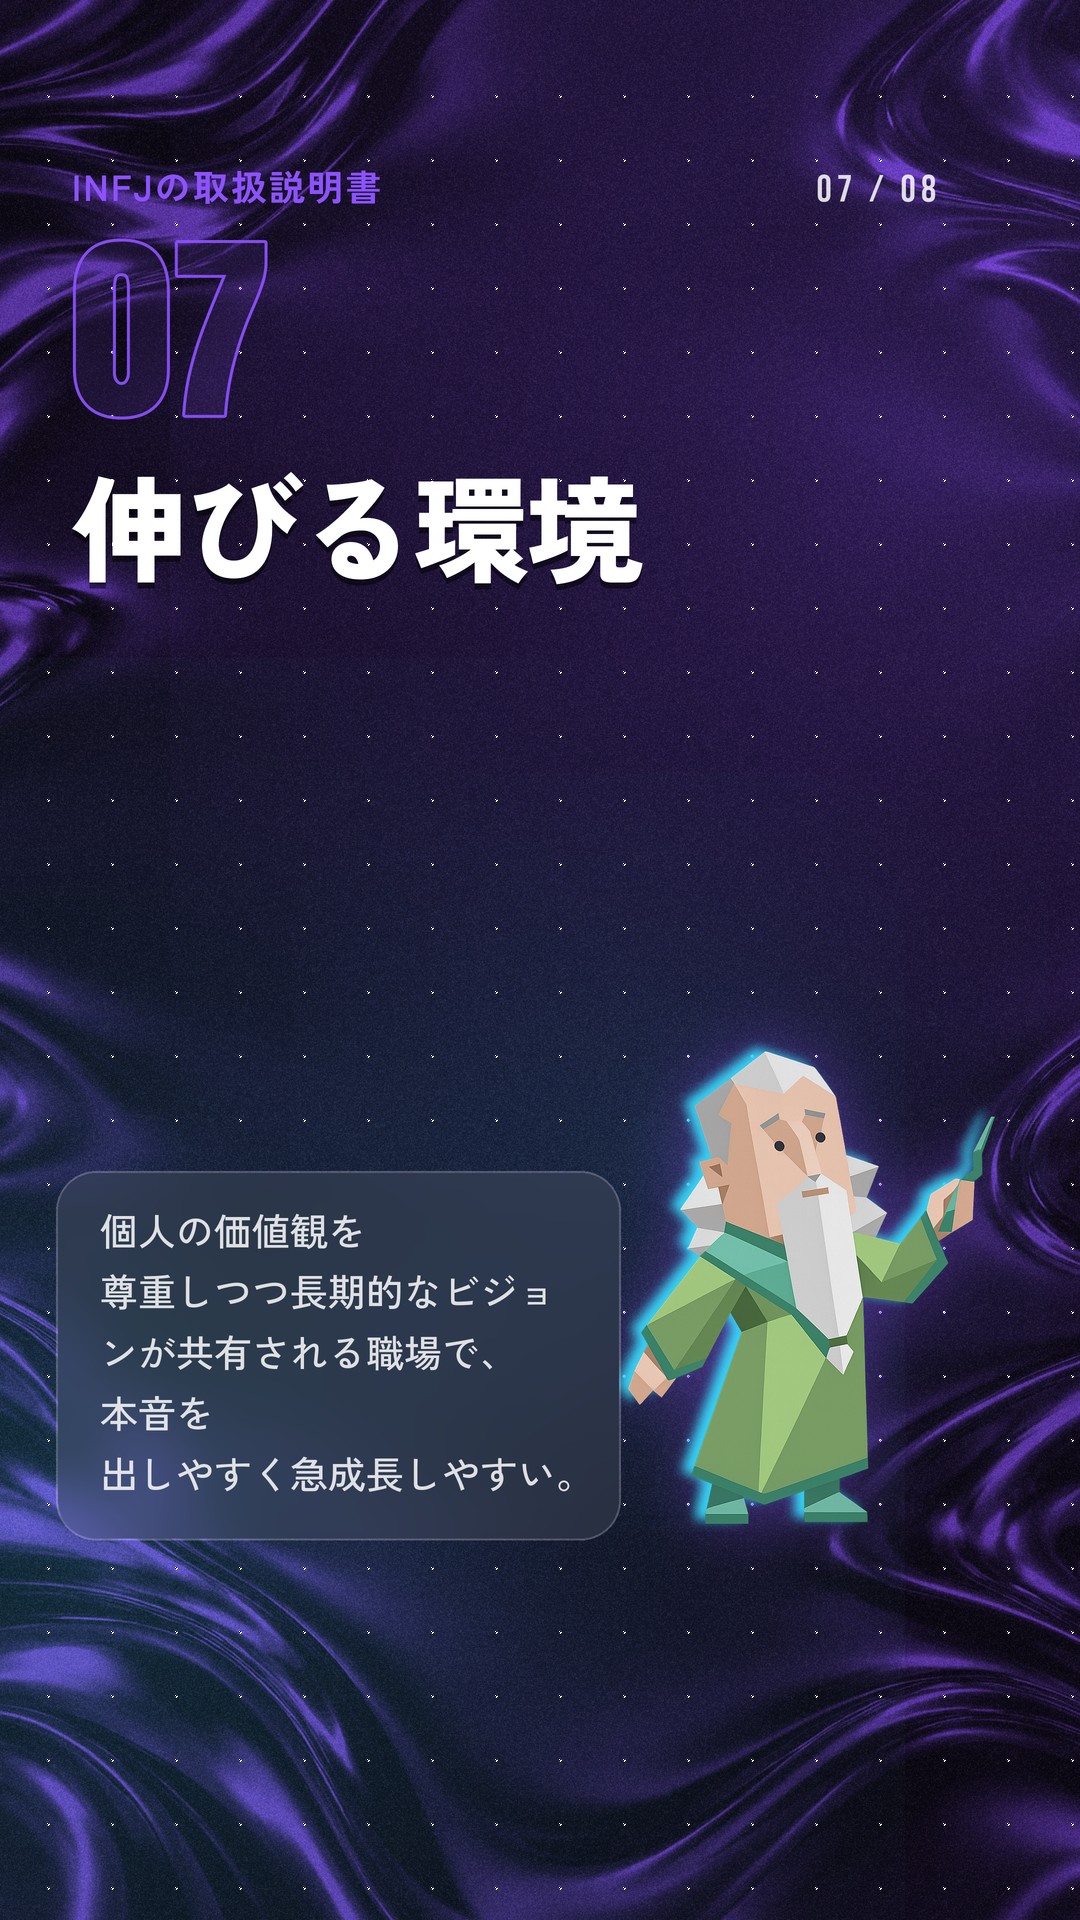 INFJの取扱説明書
07 / 08
07
伸びる環境
個人の価値観を
尊重しつつ長期的なビジョ
ンが共有される職場で、
本音を
出しやすく急成長しやすい。